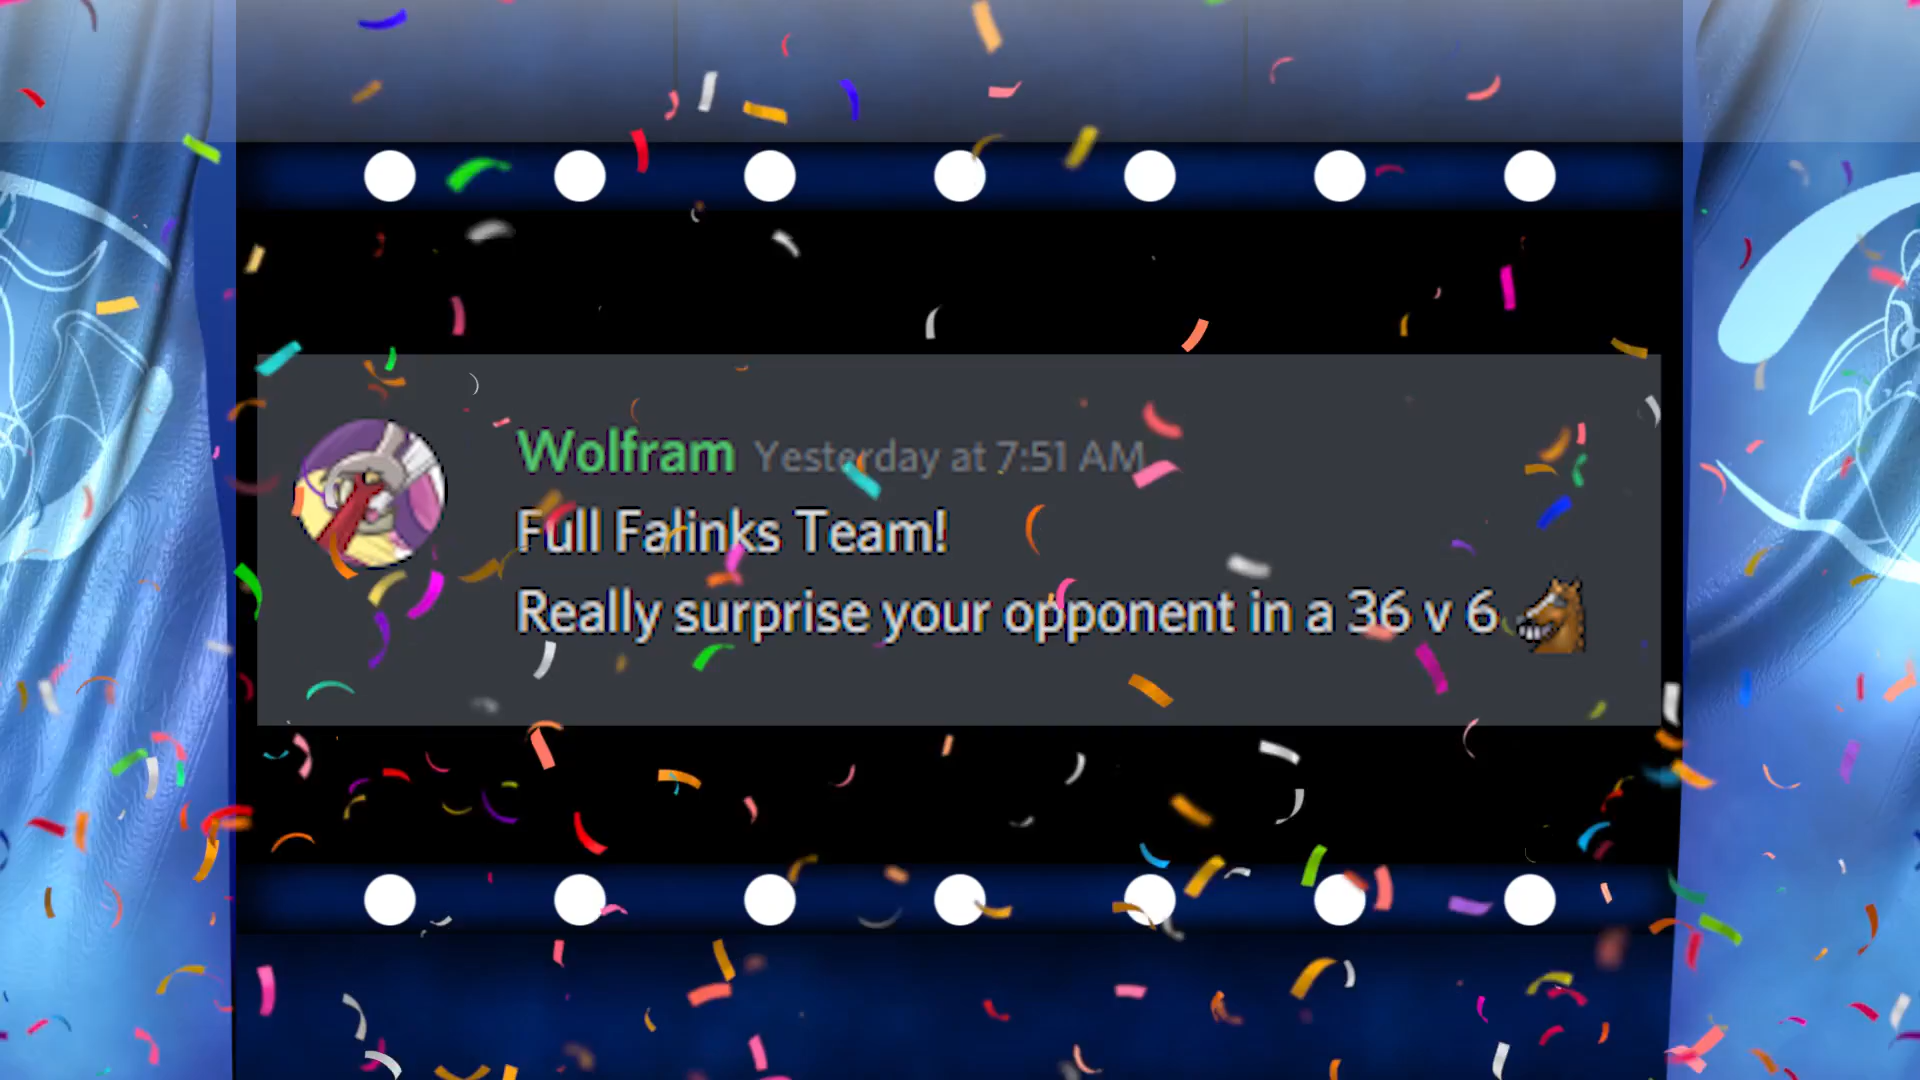 Wolfram Yesterday at 7:51 AM
Full Falinks Team!
Really surprise your opponent in a 36 v 6